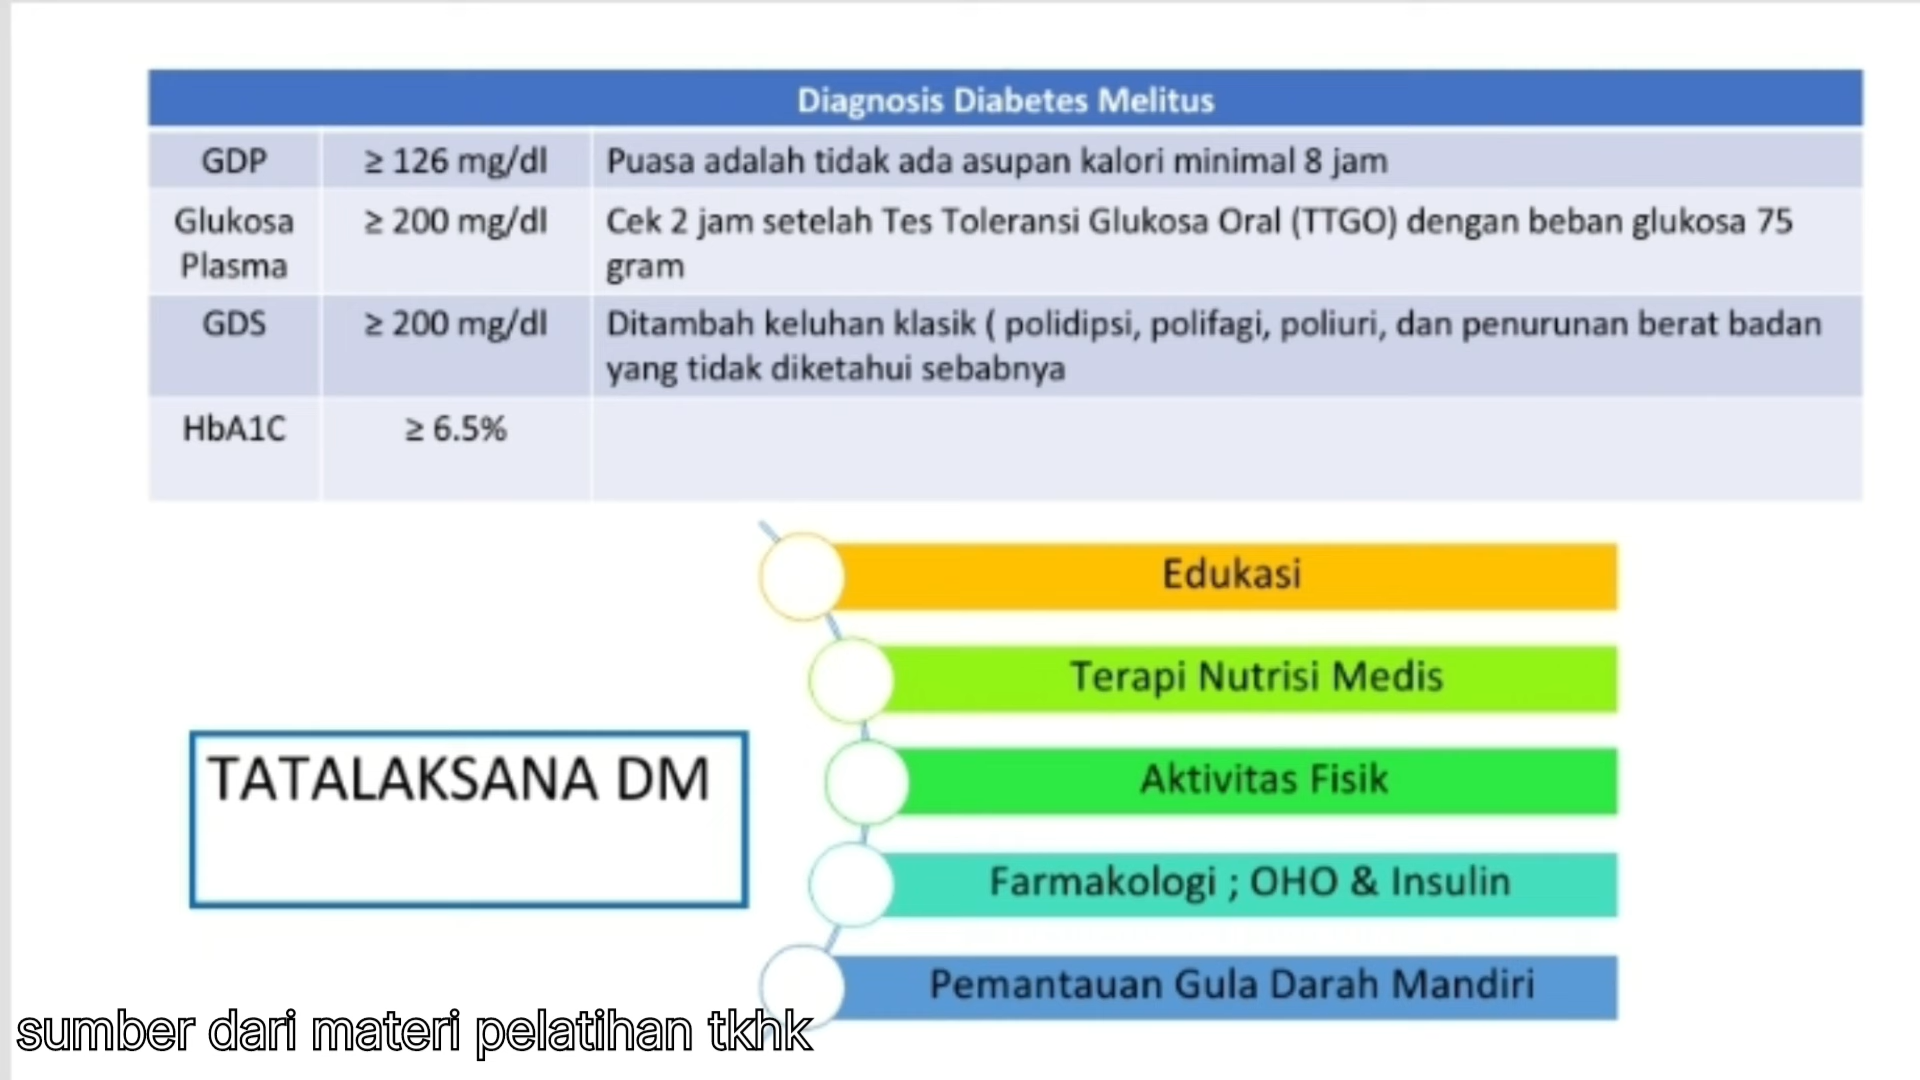 Diagnosis Diabetes Melitus
GDP ≥ 126 mg/dl Puasa adalah tidak ada asupan kalori minimal 8 jam
Glukosa ≥ 200 mg/dl Cek 2 jam setelah Tes Toleransi Glukosa Oral (TTGO) dengan beban glukosa 75
Plasma gram
GDS ≥ 200 mg/dl Ditambah keluhan klasik ( polidipsi, polifagi, poliuri, dan penurunan berat badan
yang tidak diketahui sebabnya
HbA1C ≥ 6.5%
Edukasi
Terapi Nutrisi Medis
TATALAKSANA DM
Aktivitas Fisik
Farmakologi ; OHO & Insulin
Pemantauan Gula Darah Mandiri
sumber dari materi pelatihan tkhk